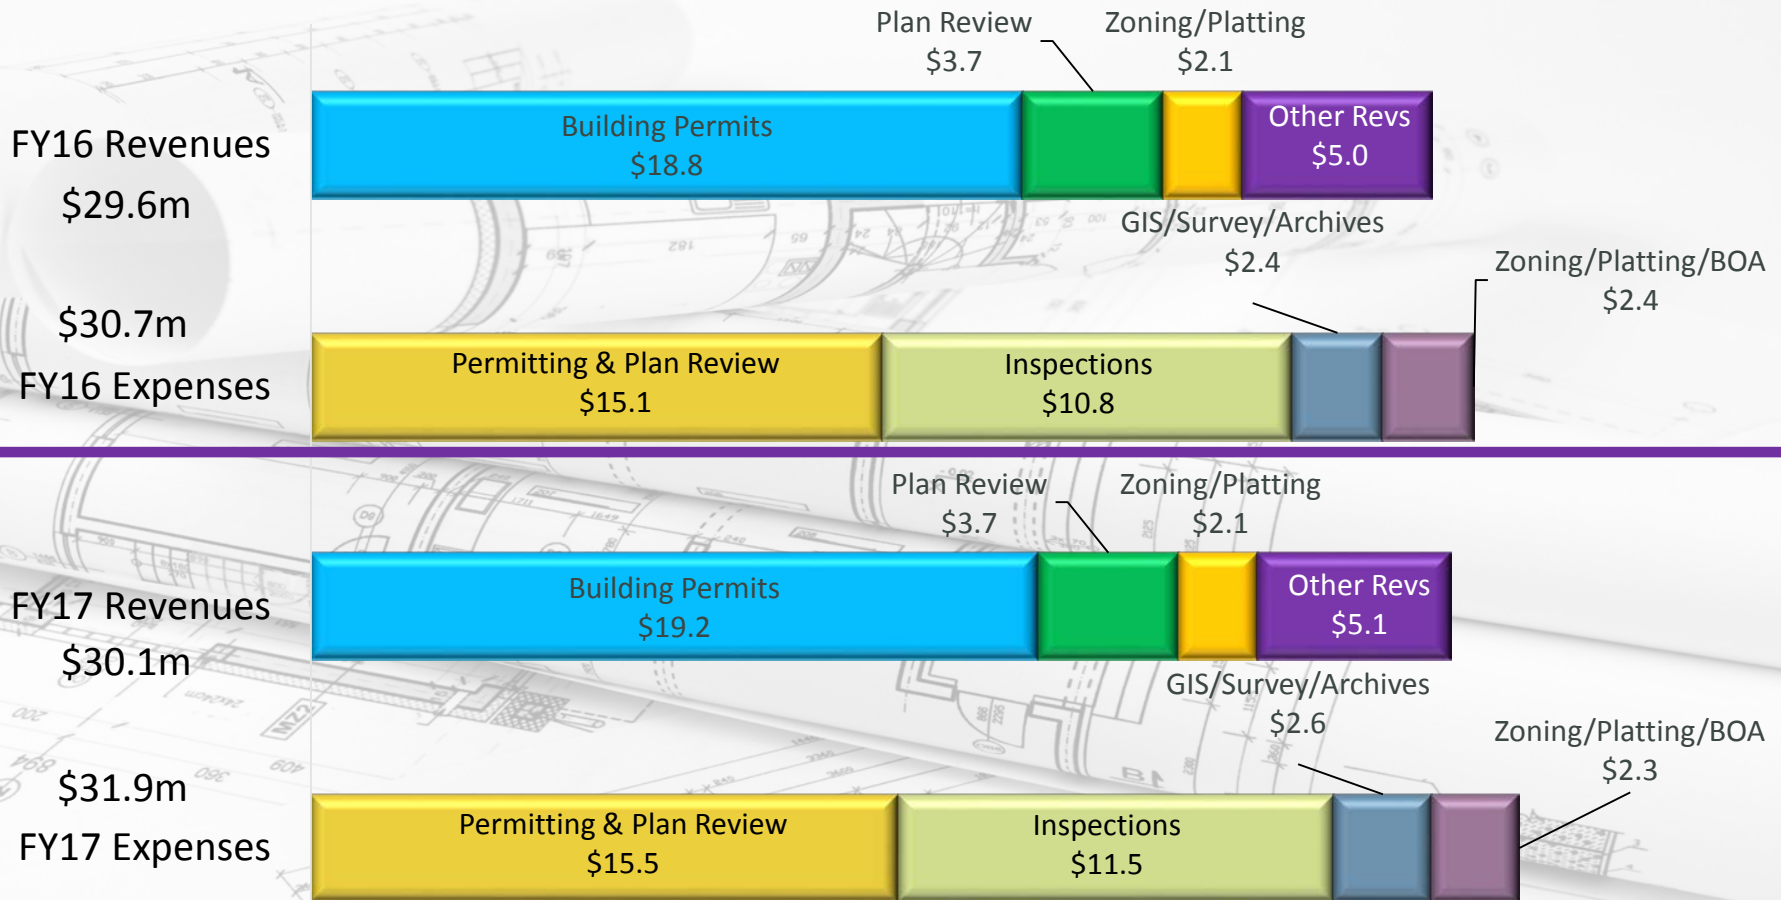 Plan Review
$3.7
Zoning/Platting
$2.1
FY16 Revenues
$29.6m
Building Permits
$18.8
Other Revs
$5.0
GIS/Survey/Archives
$2.4
Zoning/Platting/BOA
$2.4
$30.7m
FY16 Expenses
Permitting & Plan Review
$15.1
Inspections
$10.8
Plan Review
$3.7
Zoning/Platting
$2.1
FY17 Revenues
$30.1m
Building Permits
$19.2
Other Revs
$5.1
GIS/Survey/Archives
$2.6
Zoning/Platting/BOA
$2.3
$31.9m
FY17 Expenses
Permitting & Plan Review
$15.5
Inspections
$11.5